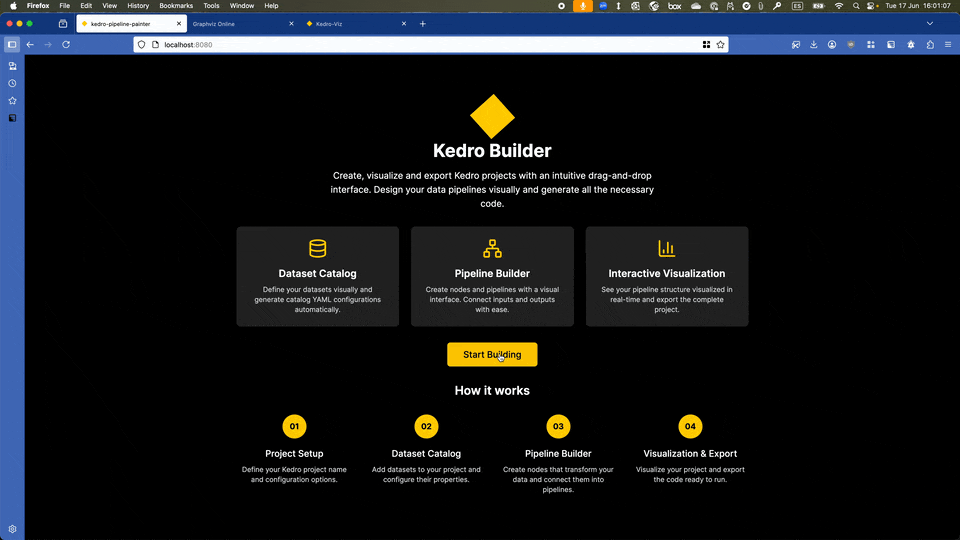 Firefox File Edit View History Bookmarks Tools Window Help
box
ES
Tue 17 Jun 16:01:07
kedro-pipeline-painter
Graphviz Online
Kedro-Viz
localhost:8080
Kedro Builder
Create, visualize and export Kedro projects with an intuitive drag-and-drop
interface. Design your data pipelines visually and generate all the necessary
code.
Dataset Catalog
Define your datasets visually and
generate catalog YAML configurations
automatically.
Pipeline Builder
Create nodes and pipelines with a visual
interface. Connect inputs and outputs
with ease.
Interactive Visualization
See your pipeline structure visualized in
real-time and export the complete
project.
Start Building
How it works
01
Project Setup
Define your Kedro project name
and configuration options.
02
Dataset Catalog
Add datasets to your project and
configure their properties.
03
Pipeline Builder
Create nodes that transform your
data and connect them into
pipelines.
04
Visualization & Export
Visualize your project and export
the code ready to run.